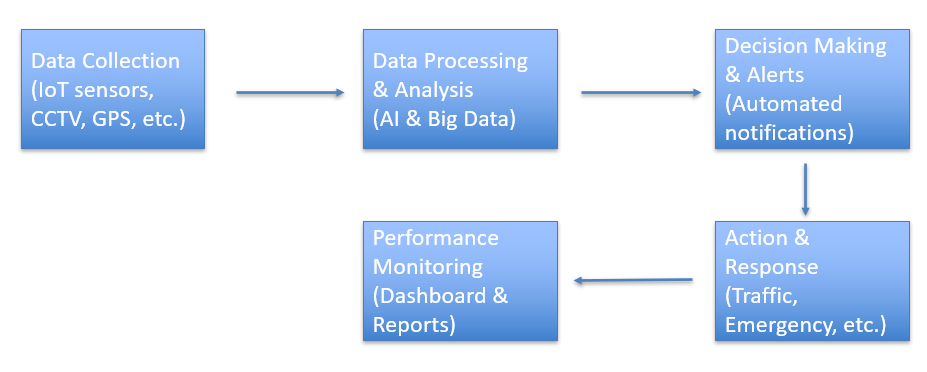 Data Collection
(IoT sensors,
CCTV, GPS, etc.)
Data Processing
& Analysis
(AI & Big Data)
Decision Making
& Alerts
(Automated
notifications)
Action &
Response
(Traffic,
Emergency, etc.)
Performance
Monitoring
(Dashboard &
Reports)